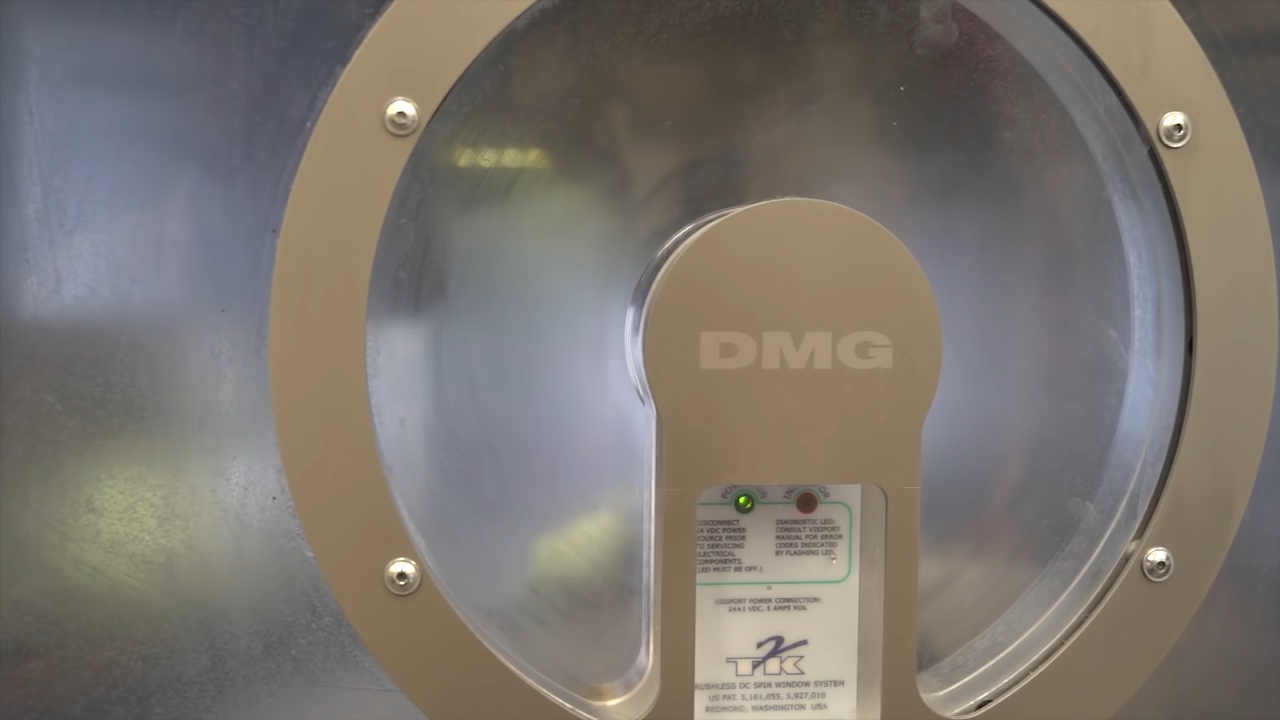 DMG
DISCONNECT
24 VDC POWER
SOURCE PRIOR
TO SERVICING
ELECTRICAL
COMPONENTS.
(LED MUST BE OFF.)
DIAGNOSTIC LED:
CONSULT VISIPORT
MANUAL FOR ERROR
CODES INDICATED
BY FLASHING LED.
VISIPORT POWER CONNECTION:
24±1 VDC, 5 AMPS MIN.
T2K
RUSHLESS DC SPIN WINDOW SYSTEM
US PAT. 5,161,055, 5,927,010
REDMOND, WASHINGTON USA